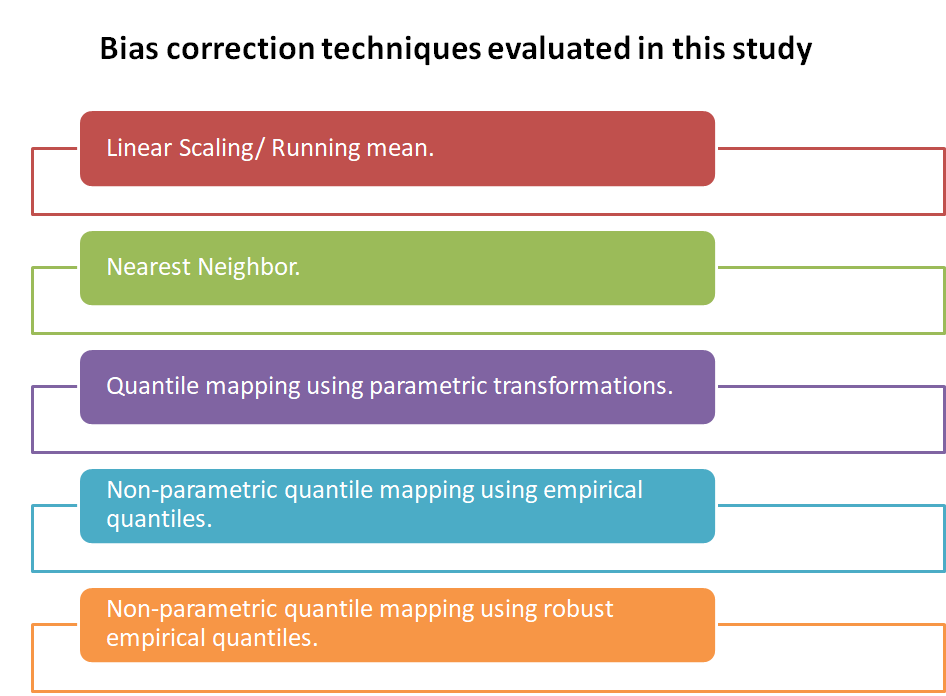 Bias correction techniques evaluated in this study
Linear Scaling/ Running mean.
Nearest Neighbor.
Quantile mapping using parametric transformations.
Non-parametric quantile mapping using empirical
quantiles.
Non-parametric quantile mapping using robust
empirical quantiles.